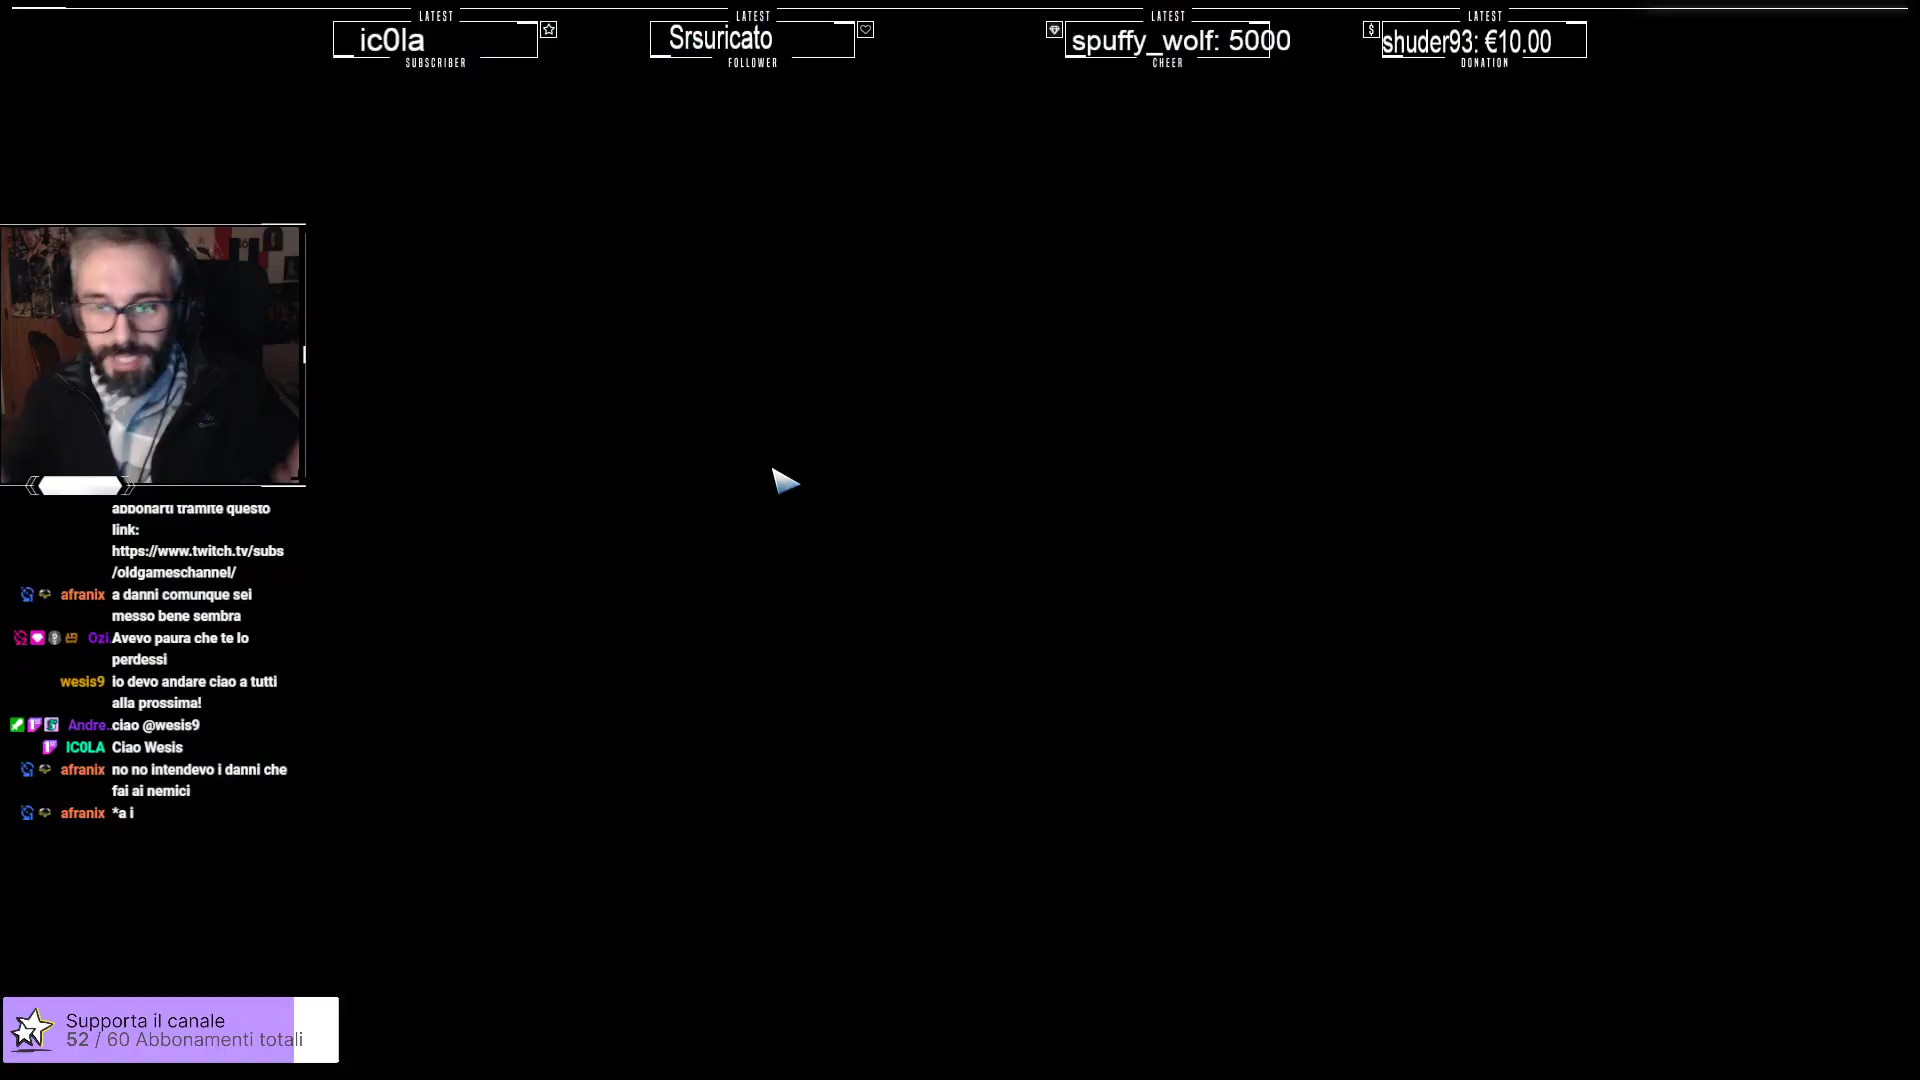 LATEST
ic0la
SUBSCRIBER
LATEST
Srsuricato
FOLLOWER
LATEST
spuffy_wolf: 5000
CHEER
LATEST
shuder93: €10.00
DONATION
abbonarti tramite questo
link:
https://www.twitch.tv/subs
/oldgameschannel/
afranix a danni comunque sei
messo bene sembra
Ozi. Avevo paura che te lo
perdessi
wesis9 io devo andare ciao a tutti
alla prossima!
Andre.. ciao @wesis9
IC0LA Ciao Wesis
afranix no no intendevo i danni che
fai ai nemici
afranix *a i
Supporta il canale
52 / 60 Abbonamenti totali